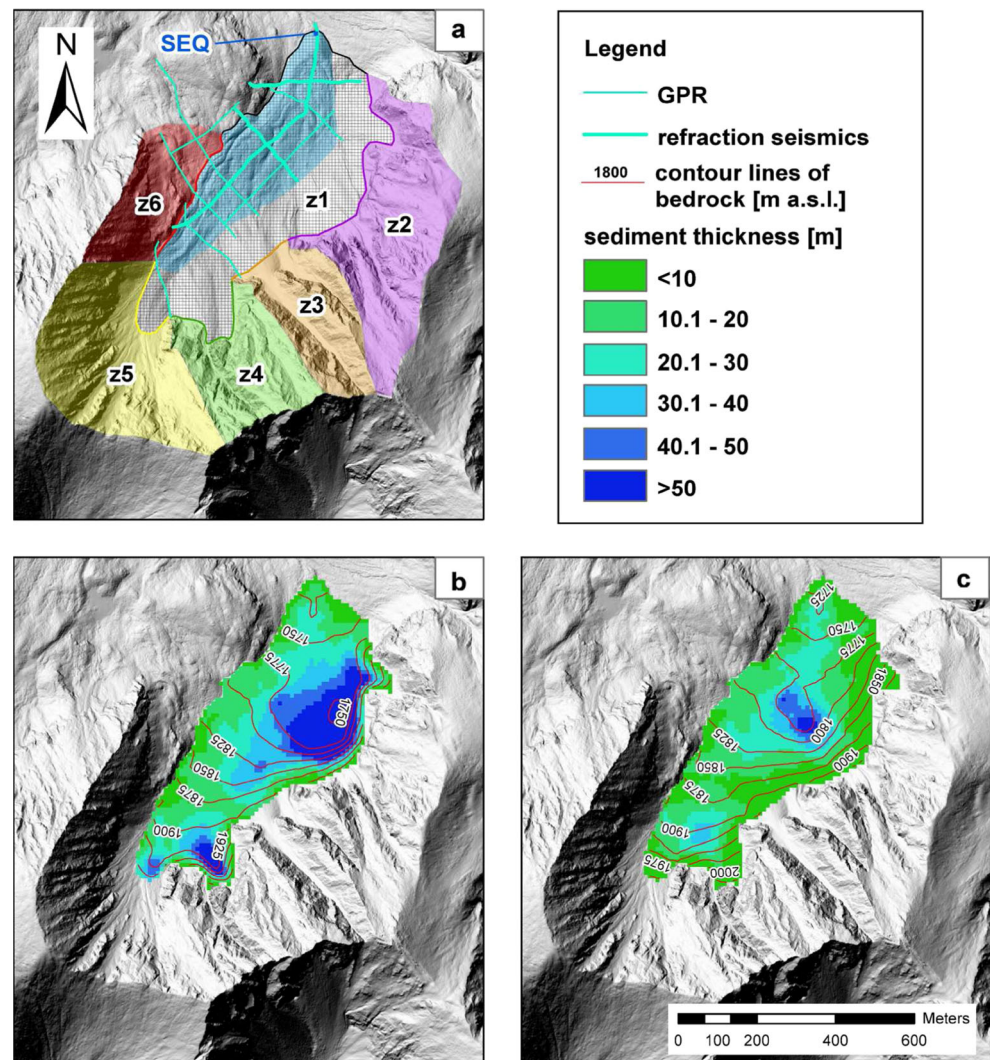 a
SEQ
N
z1
z6
z2
z3
z5
z4
Legend
GPR
refraction seismics
1800
contour lines of
bedrock [m a.s.l.]
sediment thickness [m]
<10
10.1 - 20
20.1 - 30
30.1 - 40
40.1 - 50
>50
b
1750
1775
1750
1825
1850
1875
1900
1925
c
1725
1750
1775
1850
1825
1800
1850
1900
1875
1900
1975
2000
Meters
0 100 200 400 600